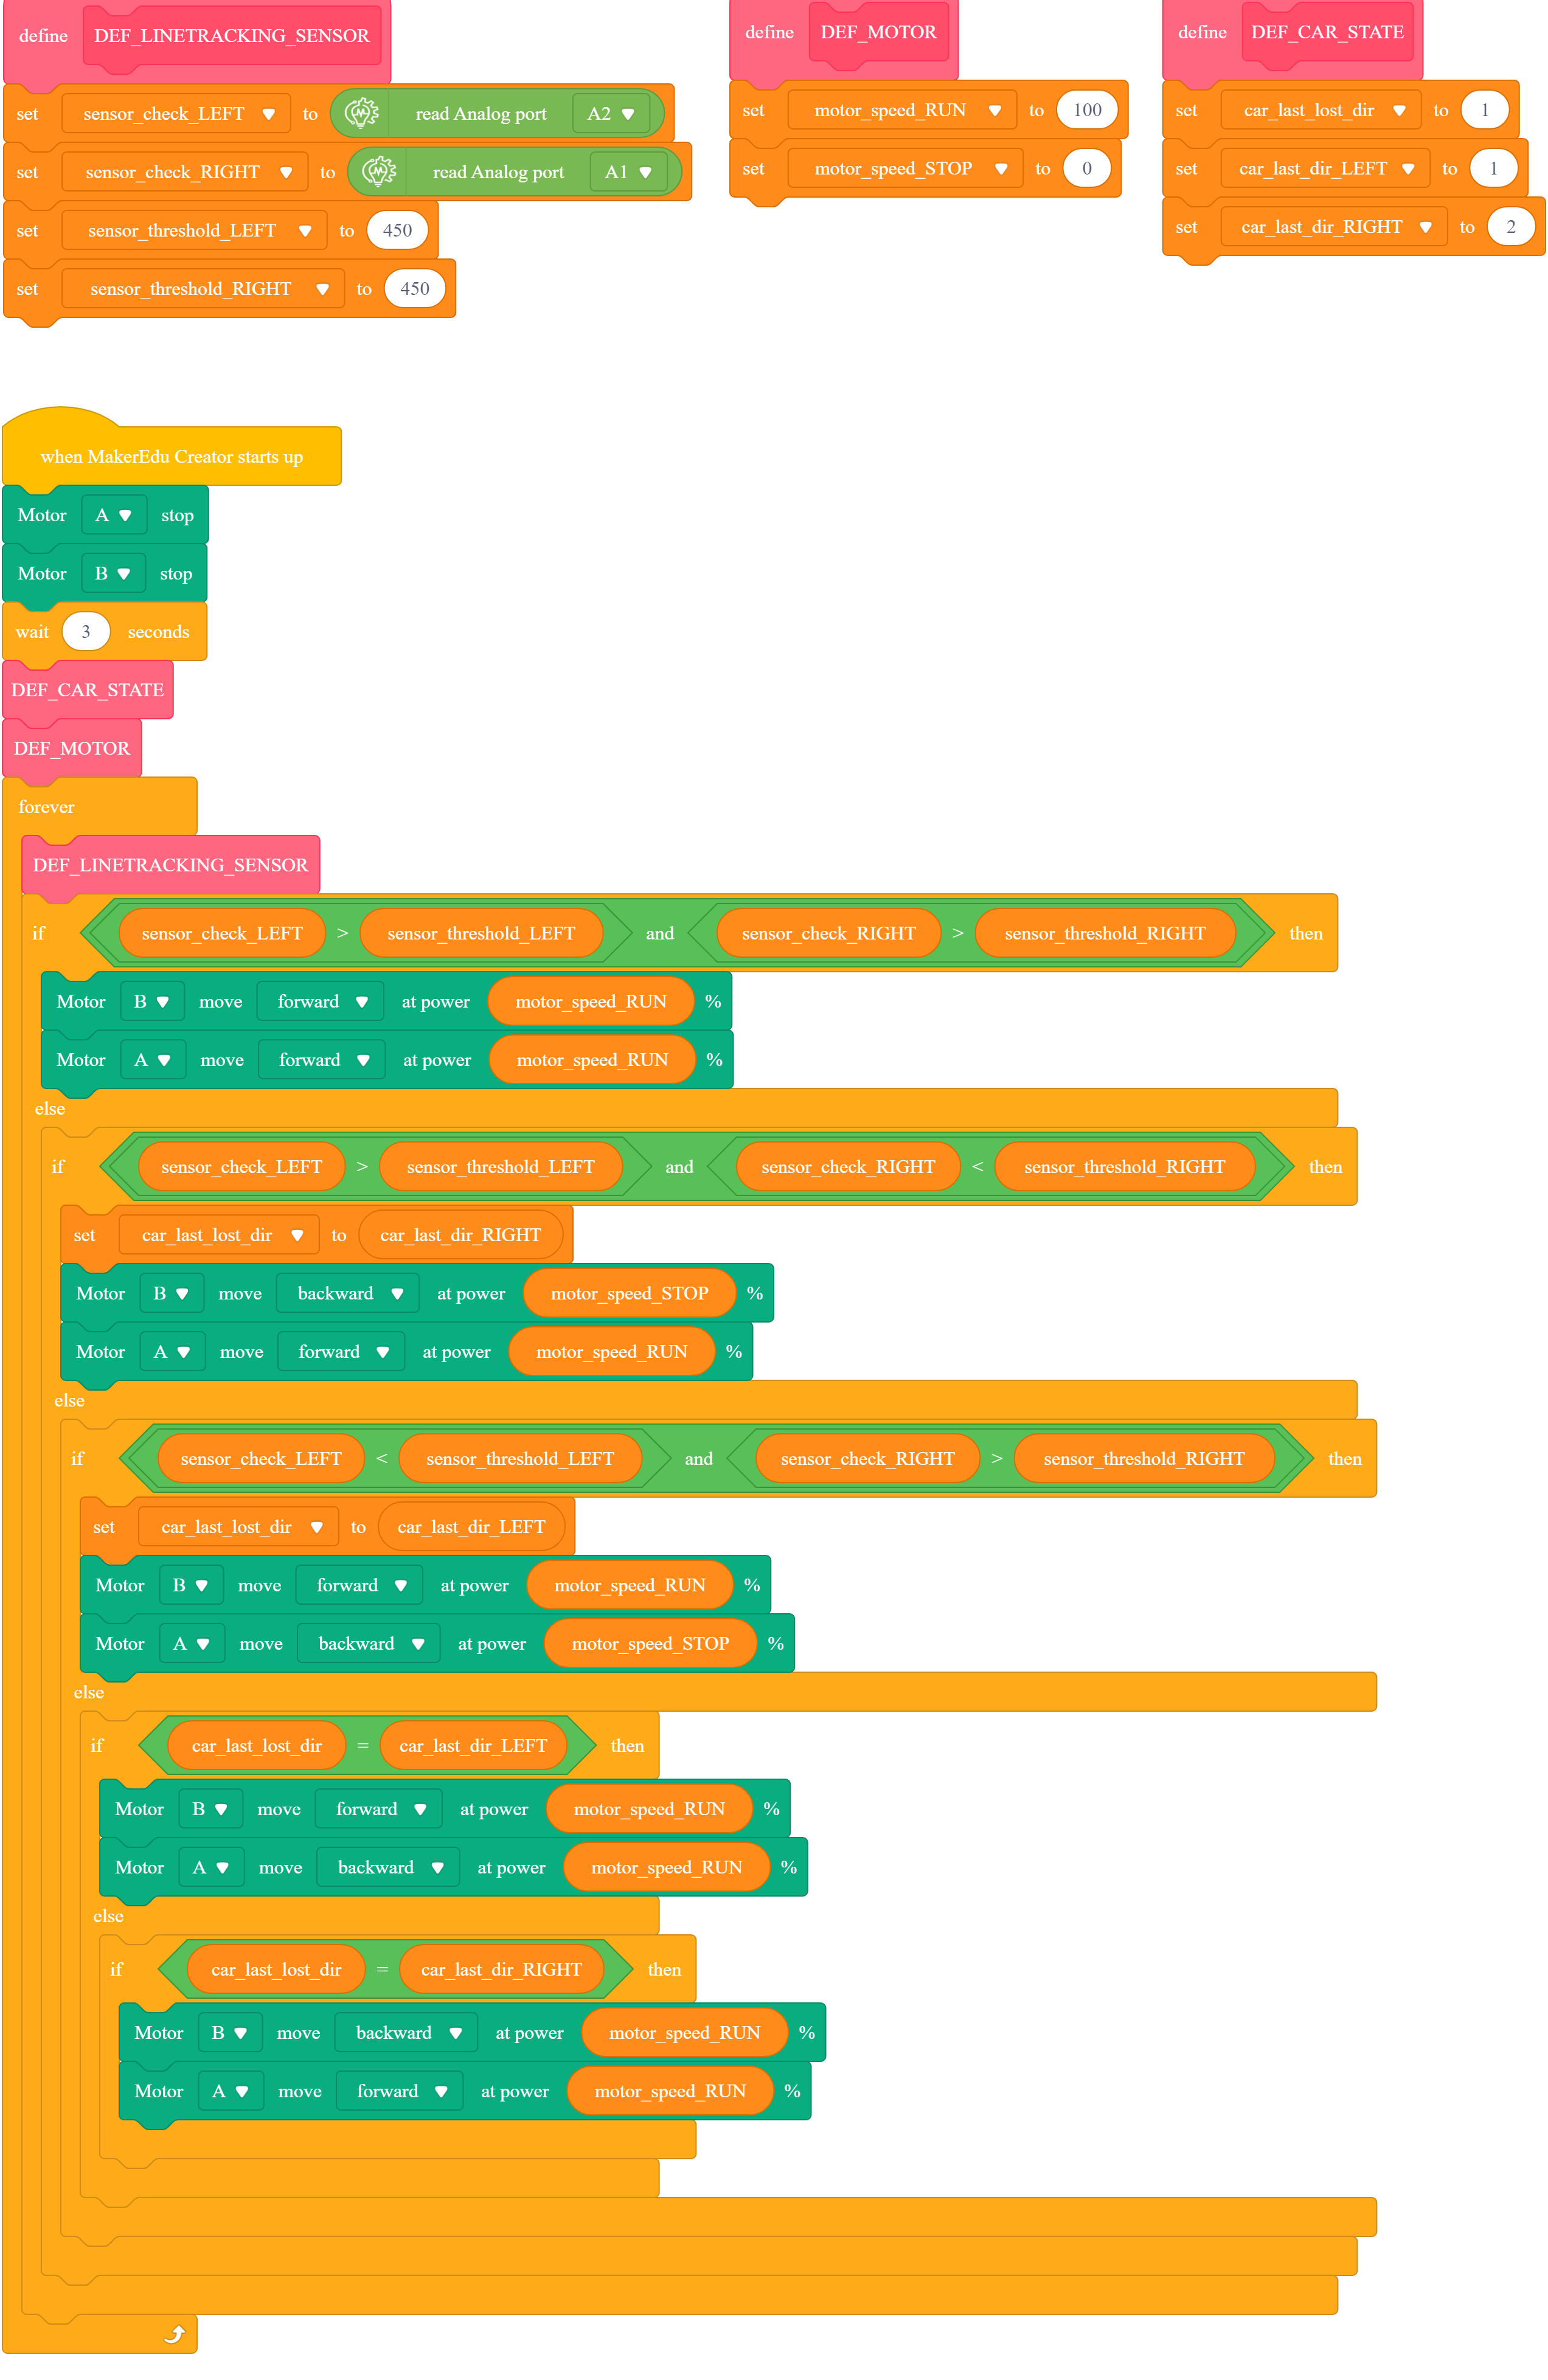 define DEF_LINETRACKING_SENSOR
set sensor_check_LEFT to read Analog port A2
set sensor_check_RIGHT to read Analog port A1
set sensor_threshold_LEFT to 450
set sensor_threshold_RIGHT to 450
define DEF_MOTOR
set motor_speed_RUN to 100
set motor_speed_STOP to 0
define DEF_CAR_STATE
set car_last_lost_dir to 1
set car_last_dir_LEFT to 1
set car_last_dir_RIGHT to 2
when MakerEdu Creator starts up
Motor A stop
Motor B stop
wait 3 seconds
DEF_CAR_STATE
DEF_MOTOR
forever
DEF_LINETRACKING_SENSOR
if sensor_check_LEFT > sensor_threshold_LEFT and sensor_check_RIGHT > sensor_threshold_RIGHT then
Motor B move forward at power motor_speed_RUN %
Motor A move forward at power motor_speed_RUN %
else
if sensor_check_LEFT > sensor_threshold_LEFT and sensor_check_RIGHT < sensor_threshold_RIGHT then
set car_last_lost_dir to car_last_dir_RIGHT
Motor B move backward at power motor_speed_STOP %
Motor A move forward at power motor_speed_RUN %
else
if sensor_check_LEFT < sensor_threshold_LEFT and sensor_check_RIGHT > sensor_threshold_RIGHT then
set car_last_lost_dir to car_last_dir_LEFT
Motor B move forward at power motor_speed_RUN %
Motor A move backward at power motor_speed_STOP %
else
if car_last_lost_dir = car_last_dir_LEFT then
Motor B move forward at power motor_speed_RUN %
Motor A move backward at power motor_speed_RUN %
else
if car_last_lost_dir = car_last_dir_RIGHT then
Motor B move backward at power motor_speed_RUN %
Motor A move forward at power motor_speed_RUN %